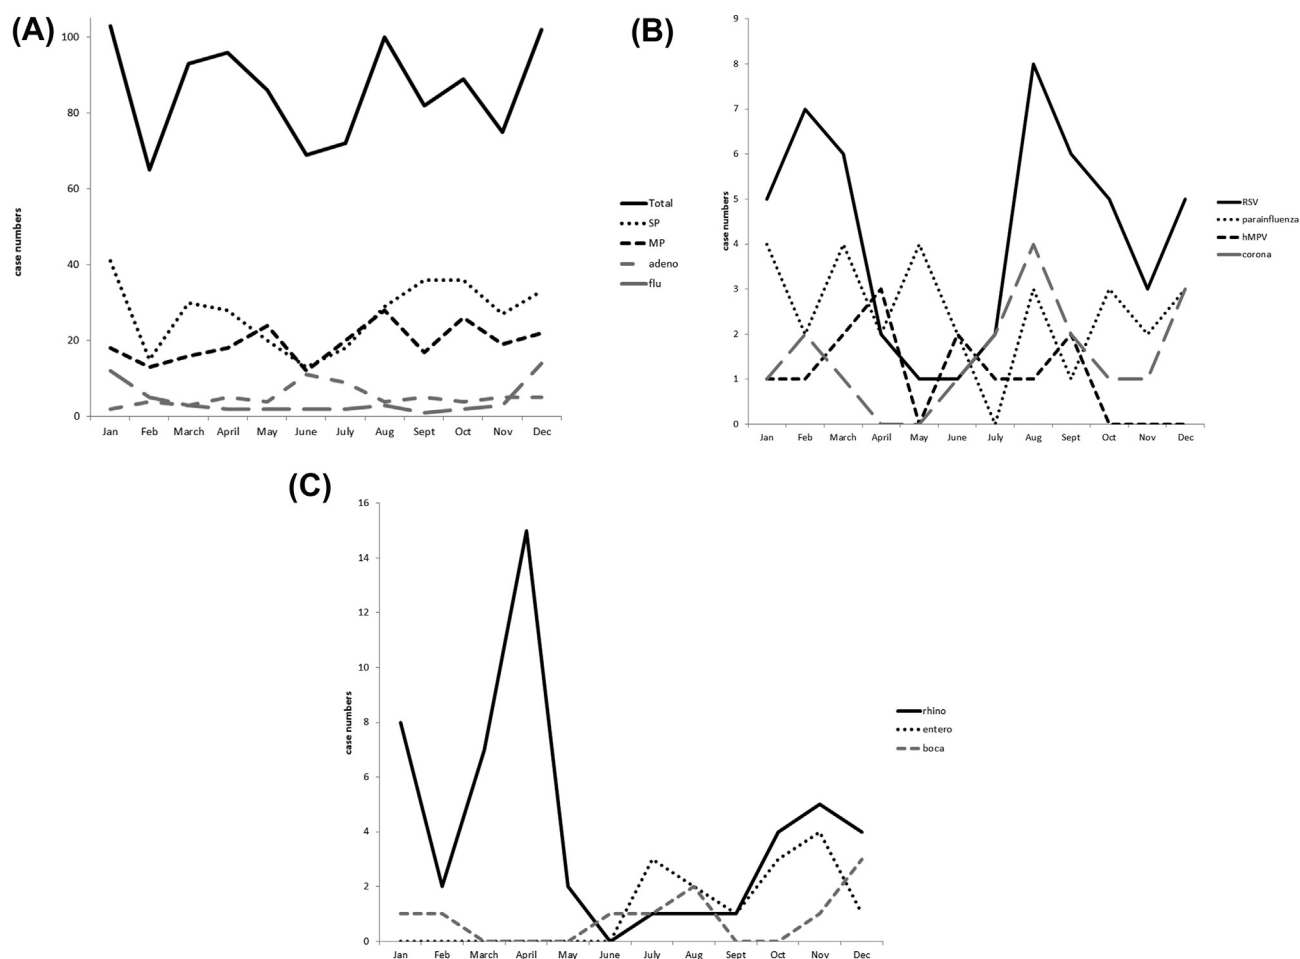 (A)
100
80
60
40
20
0
case numbers
Jan Feb March April May June July Aug Sept Oct Nov Dec
Total
SP
MP
adeno
flu
(B)
9
8
7
6
5
4
3
2
1
0
case numbers
Jan Feb March April May June July Aug Sept Oct Nov Dec
RSV
parainfluenza
hMPV
corona
(C)
16
14
12
10
8
6
4
2
0
case numbers
Jan Feb March April May June July Aug Sept Oct Nov Dec
rhino
entero
boca